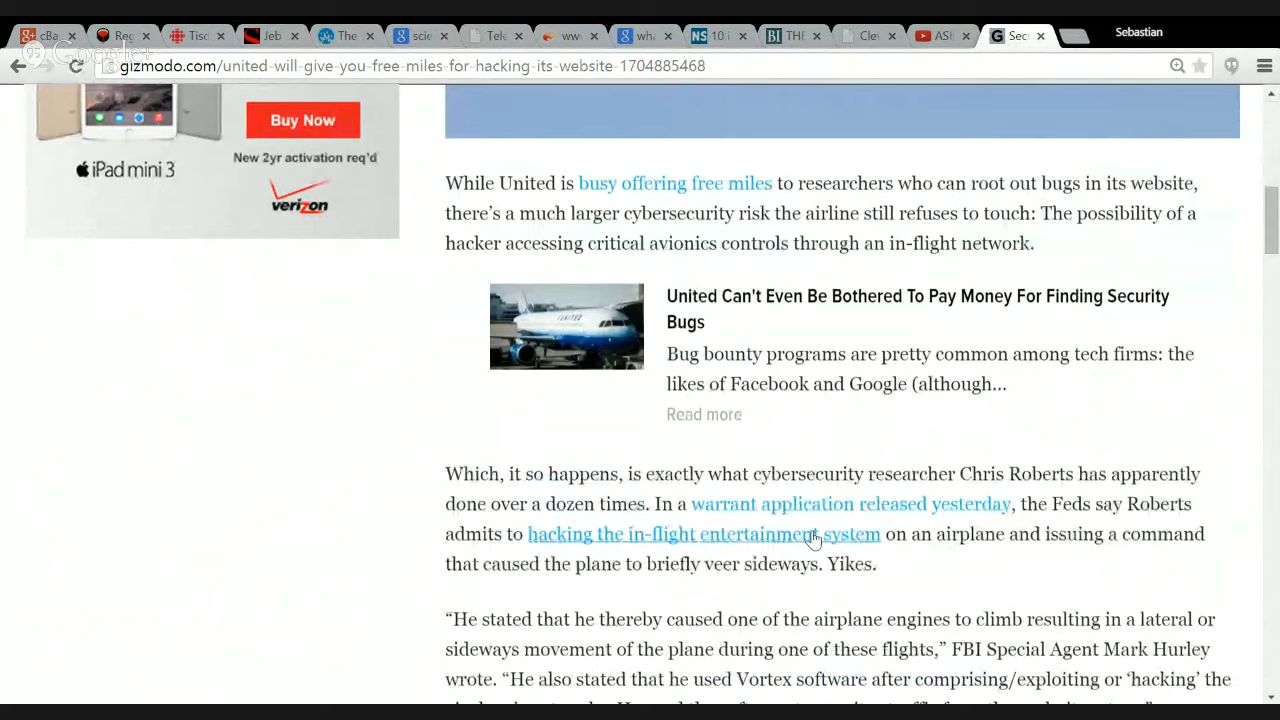 cBa
Reg
Tisc
Jeb
The
scie
Tele
wwv
wha
NS 10 i
BI THE
Cle
ASI
Sec
Sebastian
Google+
gizmodo.com/united-will-give-you-free-miles-for-hacking-its-website-1704885468
Buy Now
iPad mini 3
New 2yr activation req'd
verizon
While United is busy offering free miles to researchers who can root out bugs in its website,
there's a much larger cybersecurity risk the airline still refuses to touch: The possibility of a
hacker accessing critical avionics controls through an in-flight network.
UNITED
United Can't Even Be Bothered To Pay Money For Finding Security
Bugs
Bug bounty programs are pretty common among tech firms: the
likes of Facebook and Google (although...
Read more
Which, it so happens, is exactly what cybersecurity researcher Chris Roberts has apparently
done over a dozen times. In a warrant application released yesterday, the Feds say Roberts
admits to hacking the in-flight entertainment system on an airplane and issuing a command
that caused the plane to briefly veer sideways. Yikes.
“He stated that he thereby caused one of the airplane engines to climb resulting in a lateral or
sideways movement of the plane during one of these flights,” FBI Special Agent Mark Hurley
wrote. “He also stated that he used Vortex software after comprising/exploiting or ‘hacking’ the